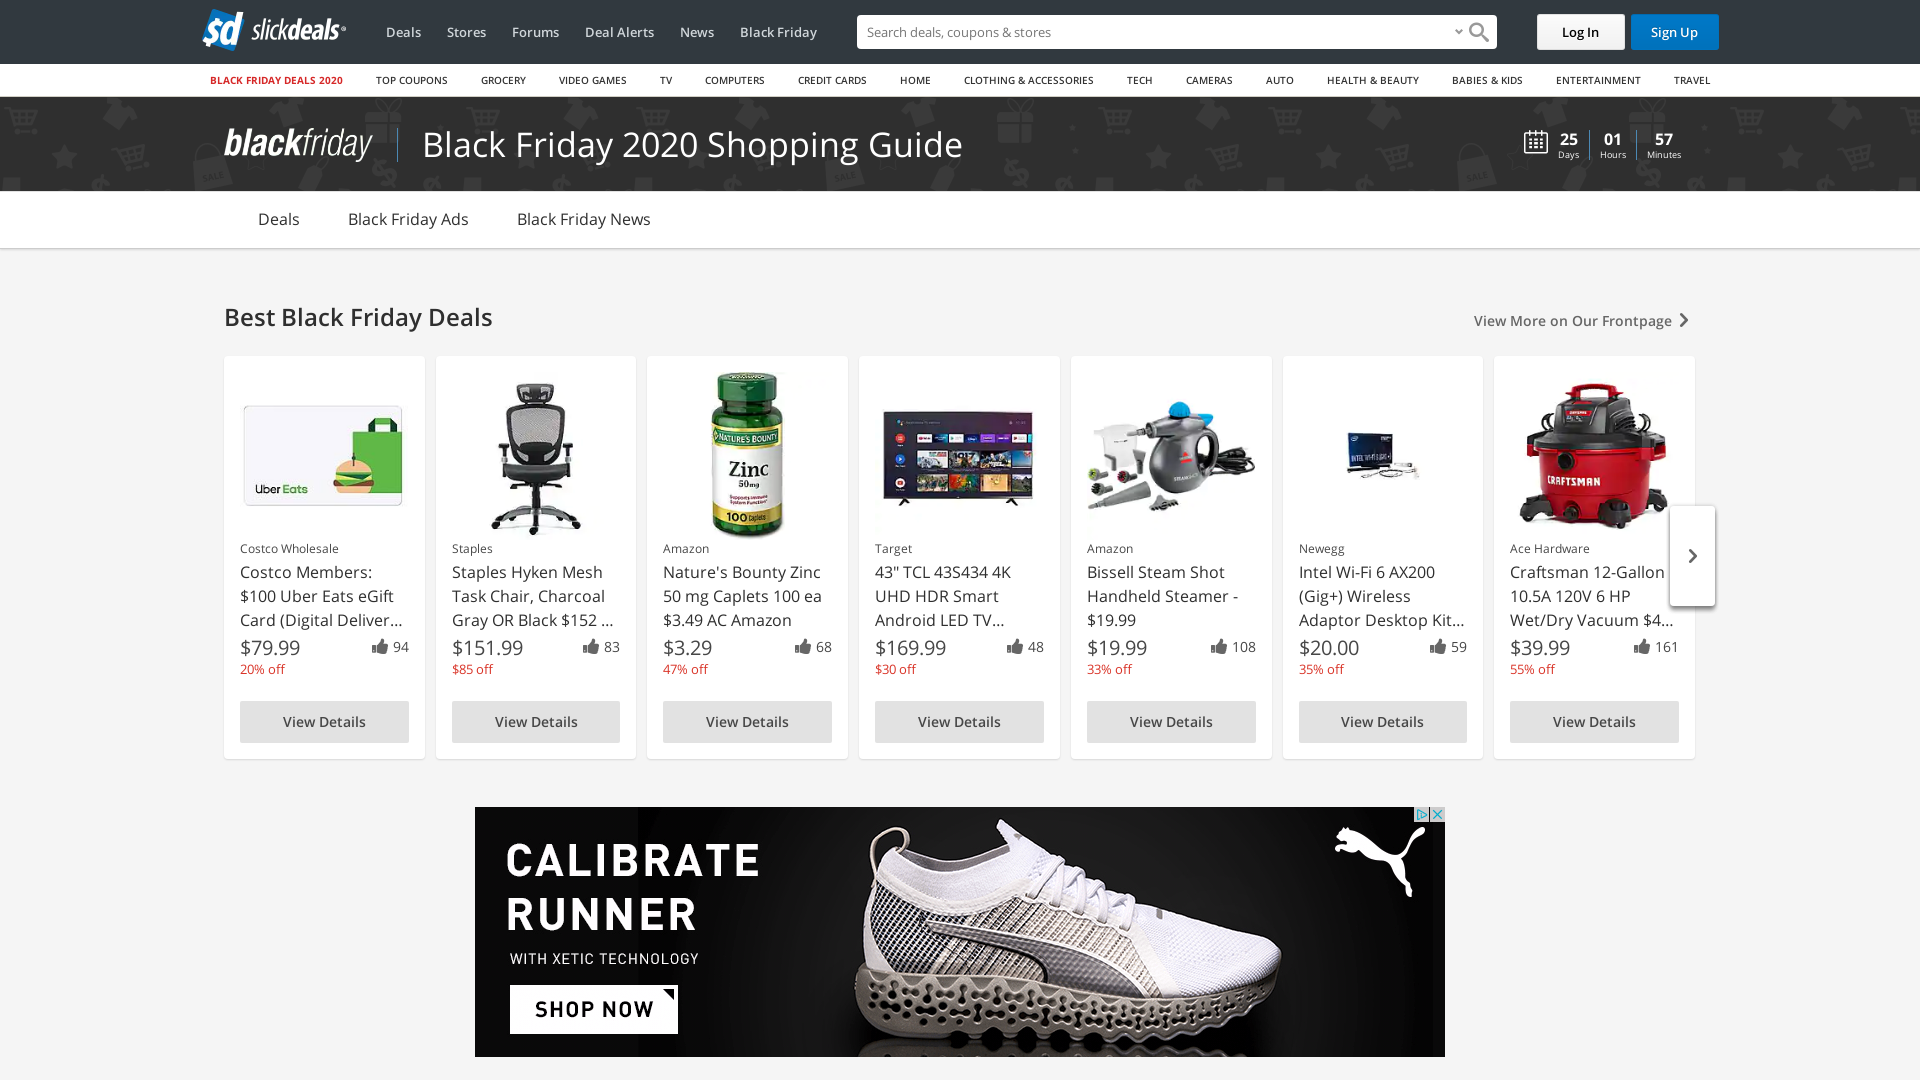 sd slickdeals
Deals Stores Forums Deal Alerts News Black Friday
Search deals, coupons & stores
Log In
Sign Up
BLACK FRIDAY DEALS 2020 TOP COUPONS GROCERY VIDEO GAMES TV COMPUTERS CREDIT CARDS HOME CLOTHING & ACCESSORIES TECH CAMERAS AUTO HEALTH & BEAUTY BABIES & KIDS ENTERTAINMENT TRAVEL
blackfriday
Black Friday 2020 Shopping Guide
25 01 57
Days Hours Minutes
Deals Black Friday Ads Black Friday News
Best Black Friday Deals
View More on Our Frontpage
Uber Eats
Costco Wholesale
Costco Members:
$100 Uber Eats eGift
Card (Digital Deliver...
$79.99 94
20% off
View Details
Staples
Staples Hyken Mesh
Task Chair, Charcoal
Gray OR Black $152 ...
$151.99 83
$85 off
View Details
NATURE'S BOUNTY
Zinc
50mg
100 Caplets
Amazon
Nature's Bounty Zinc
50 mg Caplets 100 ea
$3.49 AC Amazon
$3.29 68
47% off
View Details
Target
43" TCL 43S434 4K
UHD HDR Smart
Android LED TV...
$169.99 48
$30 off
View Details
Amazon
Bissell Steam Shot
Handheld Steamer -
$19.99
$19.99 108
33% off
View Details
Newegg
Intel Wi-Fi 6 AX200
(Gig+) Wireless
Adaptor Desktop Kit...
$20.00 59
35% off
View Details
CRAFTSMAN
Ace Hardware
Craftsman 12-Gallon
10.5A 120V 6 HP
Wet/Dry Vacuum $4...
$39.99 161
55% off
View Details
CALIBRATE
RUNNER
WITH XETIC TECHNOLOGY
SHOP NOW